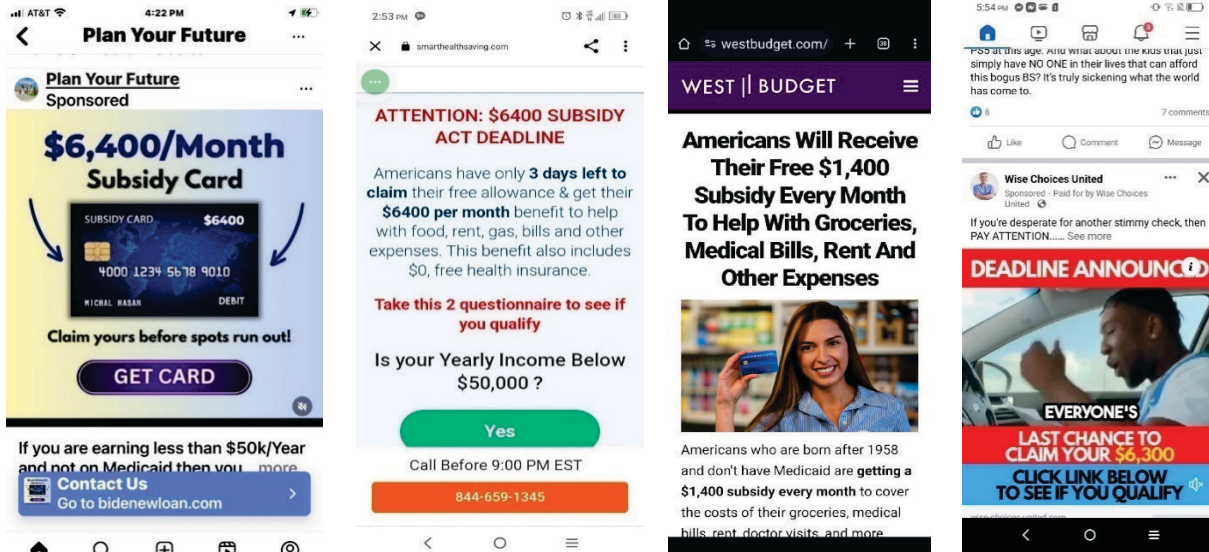 AT&T
4:22 PM
Plan Your Future
Plan Your Future
Sponsored
$6,400/Month
Subsidy Card
SUBSIDY CARD $6400
4000 1234 5678 9010
MICHAL HASAN DEBIT
Claim yours before spots run out!
GET CARD
If you are earning less than $50k/Year
and not on Medicaid then you ... more
Contact Us
Go to bidenewloan.com
2:53 PM
smarthealthsaving.com
ATTENTION: $6400 SUBSIDY
ACT DEADLINE
Americans have only 3 days left to
claim their free allowance & get their
$6400 per month benefit to help
with food, rent, gas, bills and other
expenses. This benefit also includes
$0, free health insurance.
Take this 2 questionnaire to see if
you qualify
Is your Yearly Income Below
$50,000 ?
Yes
Call Before 9:00 PM EST
844-659-1345
westbudget.com/
WEST || BUDGET
Americans Will Receive
Their Free $1,400
Subsidy Every Month
To Help With Groceries,
Medical Bills, Rent And
Other Expenses
Americans who are born after 1958
and don't have Medicaid are getting a
$1,400 subsidy every month to cover
the costs of their groceries, medical
bills, rent, doctor visits, and more
5:54 PM
PS5 at this age. And what about the kids that just
simply have NO ONE in their lives that can afford
this bogus BS? It's truly sickening what the world
has come to.
8 7 comments
Like Comment Message
Wise Choices United
Sponsored · Paid for by Wise Choices
United ·
If you're desperate for another stimmy check, then
PAY ATTENTION...... See more
DEADLINE ANNOUNC D
EVERYONE'S
LAST CHANCE TO
CLAIM YOUR $6,300
CLICK LINK BELOW
TO SEE IF YOU QUALIFY
wise-choices-united.com